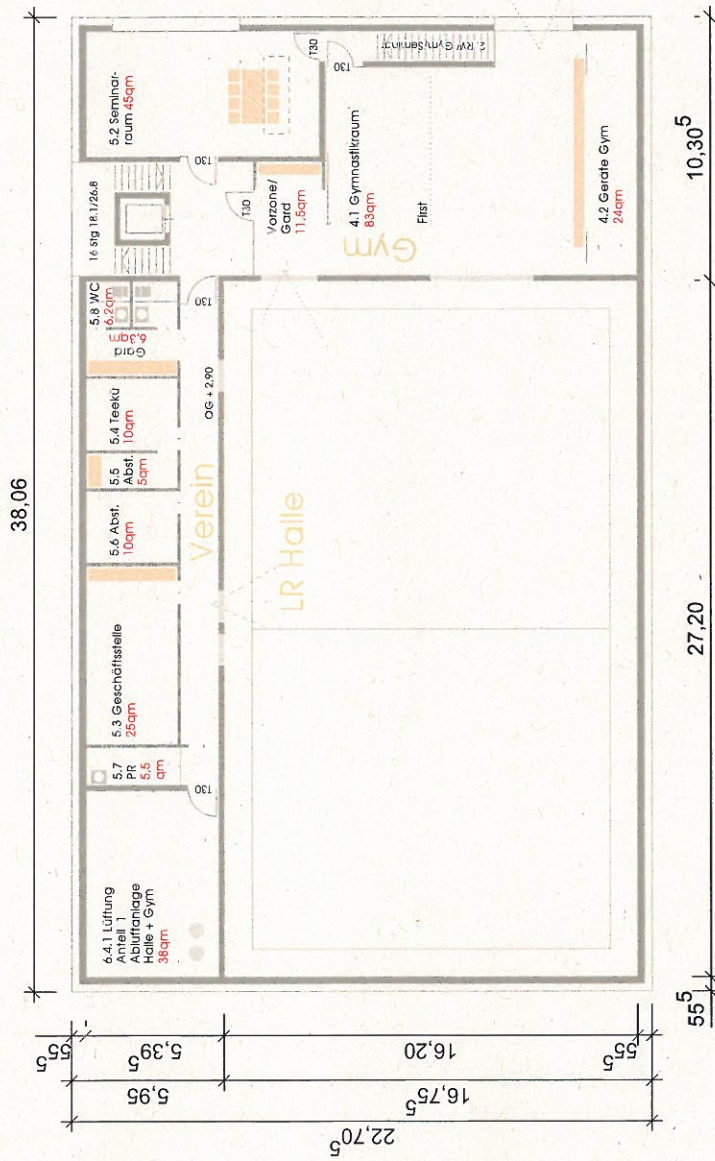 38,06
5.2 Seminar-
raum 45qm
16 Stg 18.1/26.8
T30
T30
T30
T30
2. RW Gym/Seminar
Vorzone/
Gard
11,5qm
4.1 Gymnastikraum
83qm
First
4.2 Geräte Gym
24qm
Gym
5.8 WC
6,2qm
6,3qm
Gard
T30
5.4 Teekü
10qm
5.5
Abst.
5qm
5.6 Abst.
10qm
OG + 2,90
Verein
LR Halle
5.3 Geschäftsstelle
25qm
5.7
PR
5,5
qm
T30
6.4.1 Lüftung
Anteil 1
Abluftanlage
Halle + Gym
38qm
10,30⁵
27,20
55⁵
55⁵
5,39⁵
16,20
55⁵
5,95
16,75⁵
22,70⁵